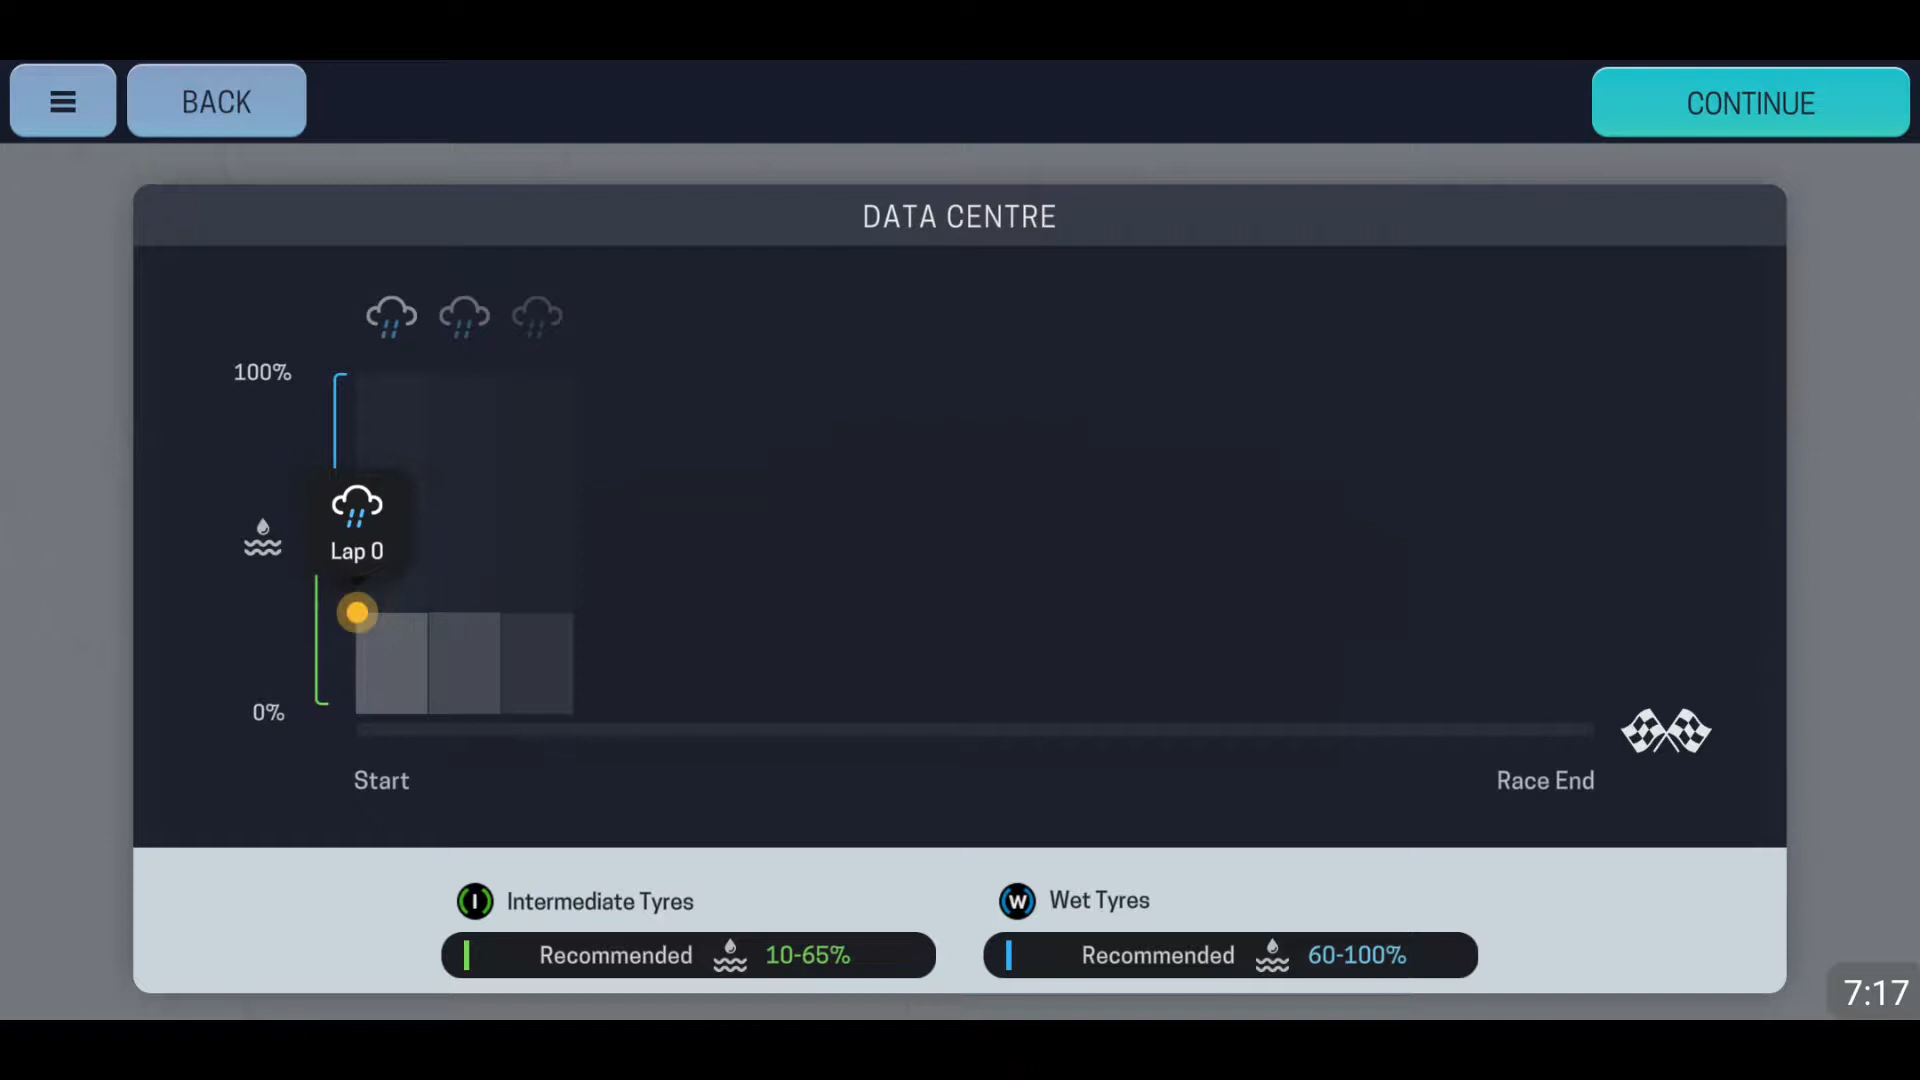 BACK
CONTINUE
DATA CENTRE
100%
Lap 0
0%
Start
Race End
I Intermediate Tyres
Recommended 10-65%
W Wet Tyres
Recommended 60-100%
7:17